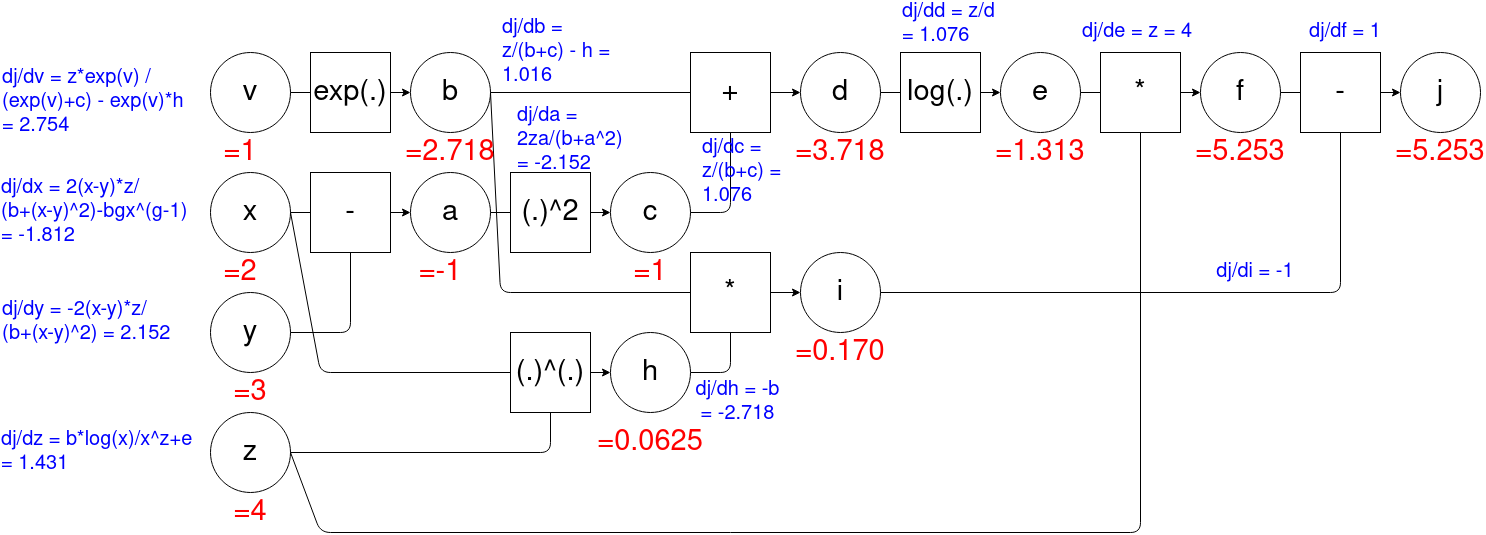 dj/dd = z/d
= 1.076
dj/db =
z/(b+c) - h =
1.016
dj/de = z = 4
dj/df = 1
dj/dv = z*exp(v) /
(exp(v)+c) - exp(v)*h
= 2.754
v
exp(.)
b
+
d
log(.)
e
*
f
-
j
=1
=2.718
dj/da =
2za/(b+a^2)
= -2.152
dj/dc =
z/(b+c) =
1.076
=3.718
=1.313
=5.253
=5.253
dj/dx = 2(x-y)*z/
(b+(x-y)^2)-bgx^(g-1)
= -1.812
x
-
a
(.)^2
c
=2
=-1
=1
dj/di = -1
*
i
dj/dy = -2(x-y)*z/
(b+(x-y)^2) = 2.152
y
=0.170
=3
(.)^(.)
h
dj/dh = -b
= -2.718
dj/dz = b*log(x)/x^z+e
= 1.431
z
=0.0625
=4